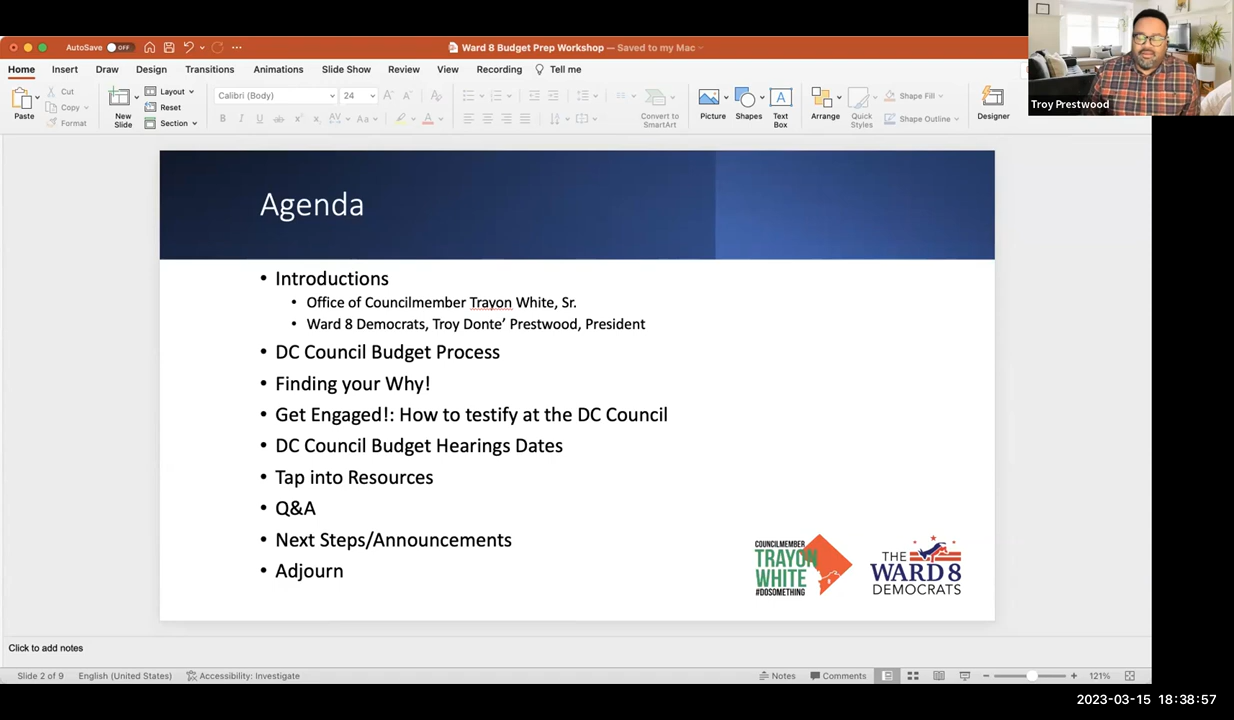 AutoSave OFF
Ward 8 Budget Prep Workshop — Saved to my Mac
Troy Prestwood
Home Insert Draw Design Transitions Animations Slide Show Review View Recording Tell me
Paste
Cut
Copy
Format
New Slide
Layout
Reset
Section
Calibri (Body) 24
Convert to SmartArt
Picture
Shapes
Text Box
Arrange
Quick Styles
Shape Fill
Shape Outline
Designer
Agenda
• Introductions
• Office of Councilmember Trayon White, Sr.
• Ward 8 Democrats, Troy Donte’ Prestwood, President
• DC Council Budget Process
• Finding your Why!
• Get Engaged!: How to testify at the DC Council
• DC Council Budget Hearings Dates
• Tap into Resources
• Q&A
• Next Steps/Announcements
• Adjourn
COUNCILMEMBER
TRAYON
WHITE
#DOSOMETHING
THE
WARD 8
DEMOCRATS
Click to add notes
Slide 2 of 9 English (United States) Accessibility: Investigate Notes Comments 121%
2023-03-15 18:38:57